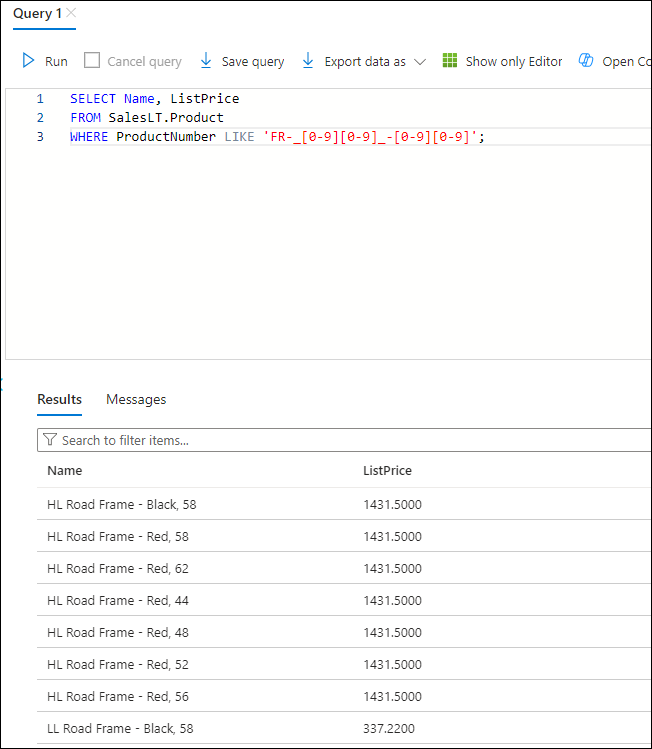 Query 1
Run Cancel query Save query Export data as Show only Editor Open Co
1 SELECT Name, ListPrice
2 FROM SalesLT.Product
3 WHERE ProductNumber LIKE 'FR-_[0-9][0-9]_-[0-9][0-9]';
Results Messages
Search to filter items...
Name ListPrice
HL Road Frame - Black, 58 1431.5000
HL Road Frame - Red, 58 1431.5000
HL Road Frame - Red, 62 1431.5000
HL Road Frame - Red, 44 1431.5000
HL Road Frame - Red, 48 1431.5000
HL Road Frame - Red, 52 1431.5000
HL Road Frame - Red, 56 1431.5000
LL Road Frame - Black, 58 337.2200